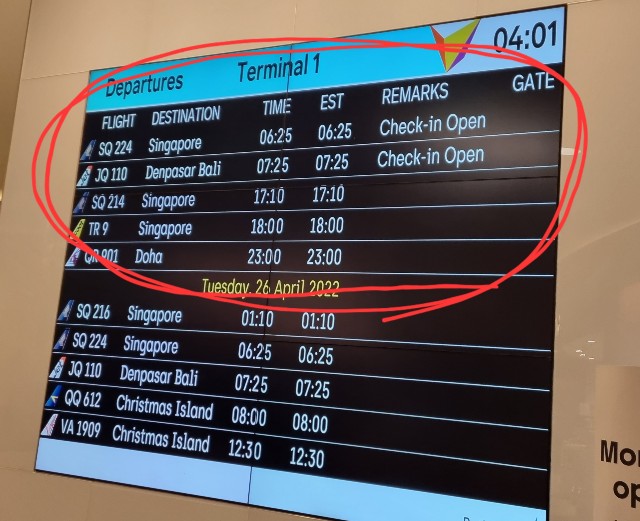 Departures Terminal 1 04:01
FLIGHT DESTINATION TIME EST REMARKS GATE
SQ 224 Singapore 06:25 06:25 Check-in Open
JQ 110 Denpasar Bali 07:25 07:25 Check-in Open
SQ 214 Singapore 17:10 17:10
TR 9 Singapore 18:00 18:00
QR 901 Doha 23:00 23:00
Tuesday, 26 April 2022
SQ 216 Singapore 01:10 01:10
SQ 224 Singapore 06:25 06:25
JQ 110 Denpasar Bali 07:25 07:25
QQ 612 Christmas Island 08:00 08:00
VA 1909 Christmas Island 12:30 12:30